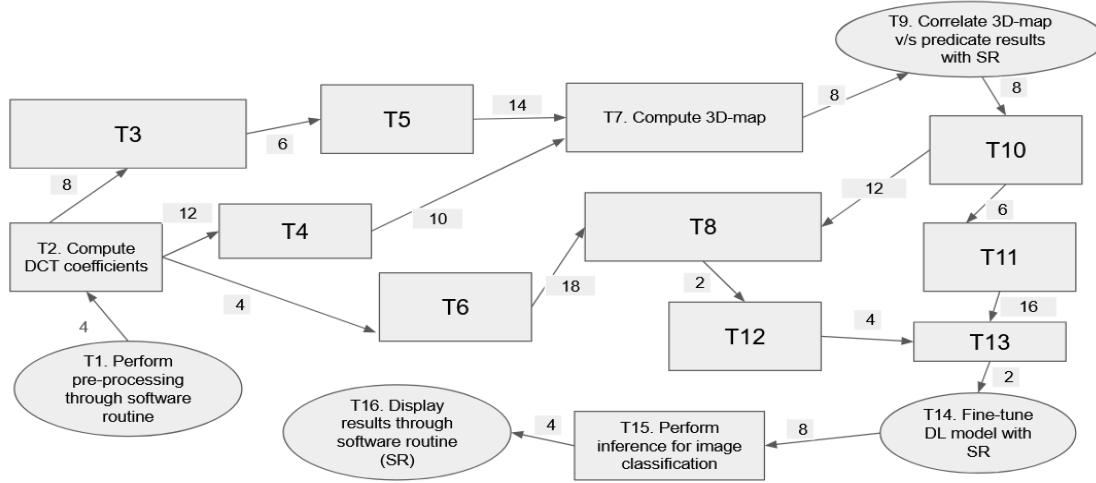 T9. Correlate 3D-map
v/s predicate results
with SR
8
8
14
T3
6
T5
T7. Compute 3D-map
T10
8
12
12
6
T2. Compute
DCT coefficients
T4
10
T8
T11
4
T6
18
2
16
4
T12
4
T13
T1. Perform
pre-processing
through software
routine
2
T16. Display
results through
software routine
(SR)
4
T15. Perform
inference for image
classification
8
T14. Fine-tune
DL model with
SR